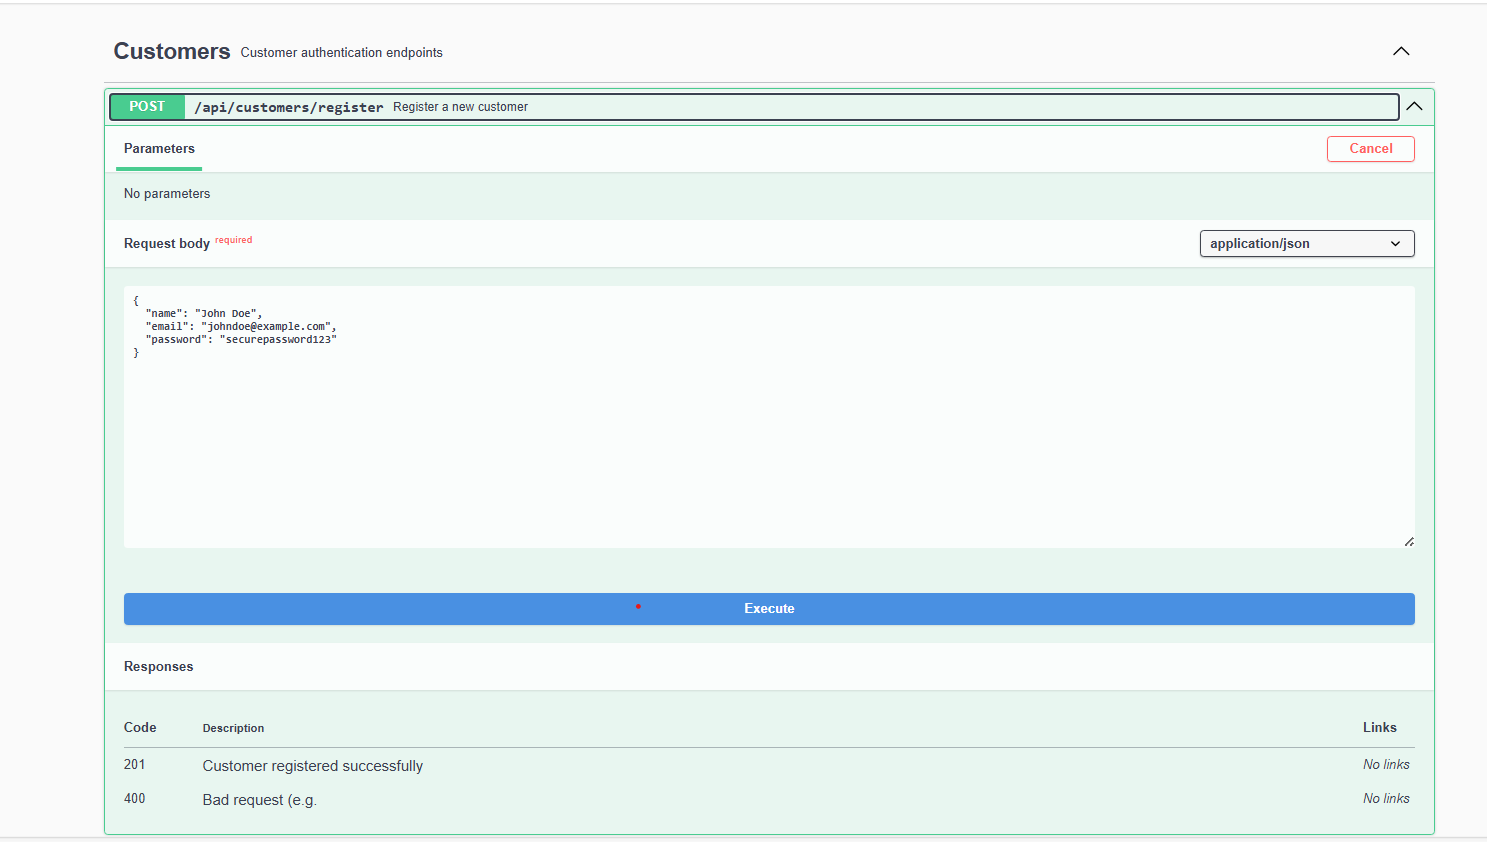 Customers Customer authentication endpoints
POST /api/customers/register Register a new customer
Parameters
Cancel
No parameters
Request body required
application/json
{
  "name": "John Doe",
  "email": "johndoe@example.com",
  "password": "securepassword123"
}
Execute
Responses
Code Description Links
201 Customer registered successfully No links
400 Bad request (e.g. No links